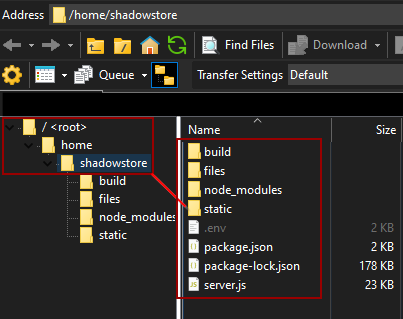 Address /home/shadowstore
Find Files Download Edit
Queue Transfer Settings Default
/ <root>
home
shadowstore
build
files
node_modules
static
Name Size
build
files
node_modules
static
.env 2 KB
package.json 2 KB
package-lock.json 178 KB
server.js 23 KB